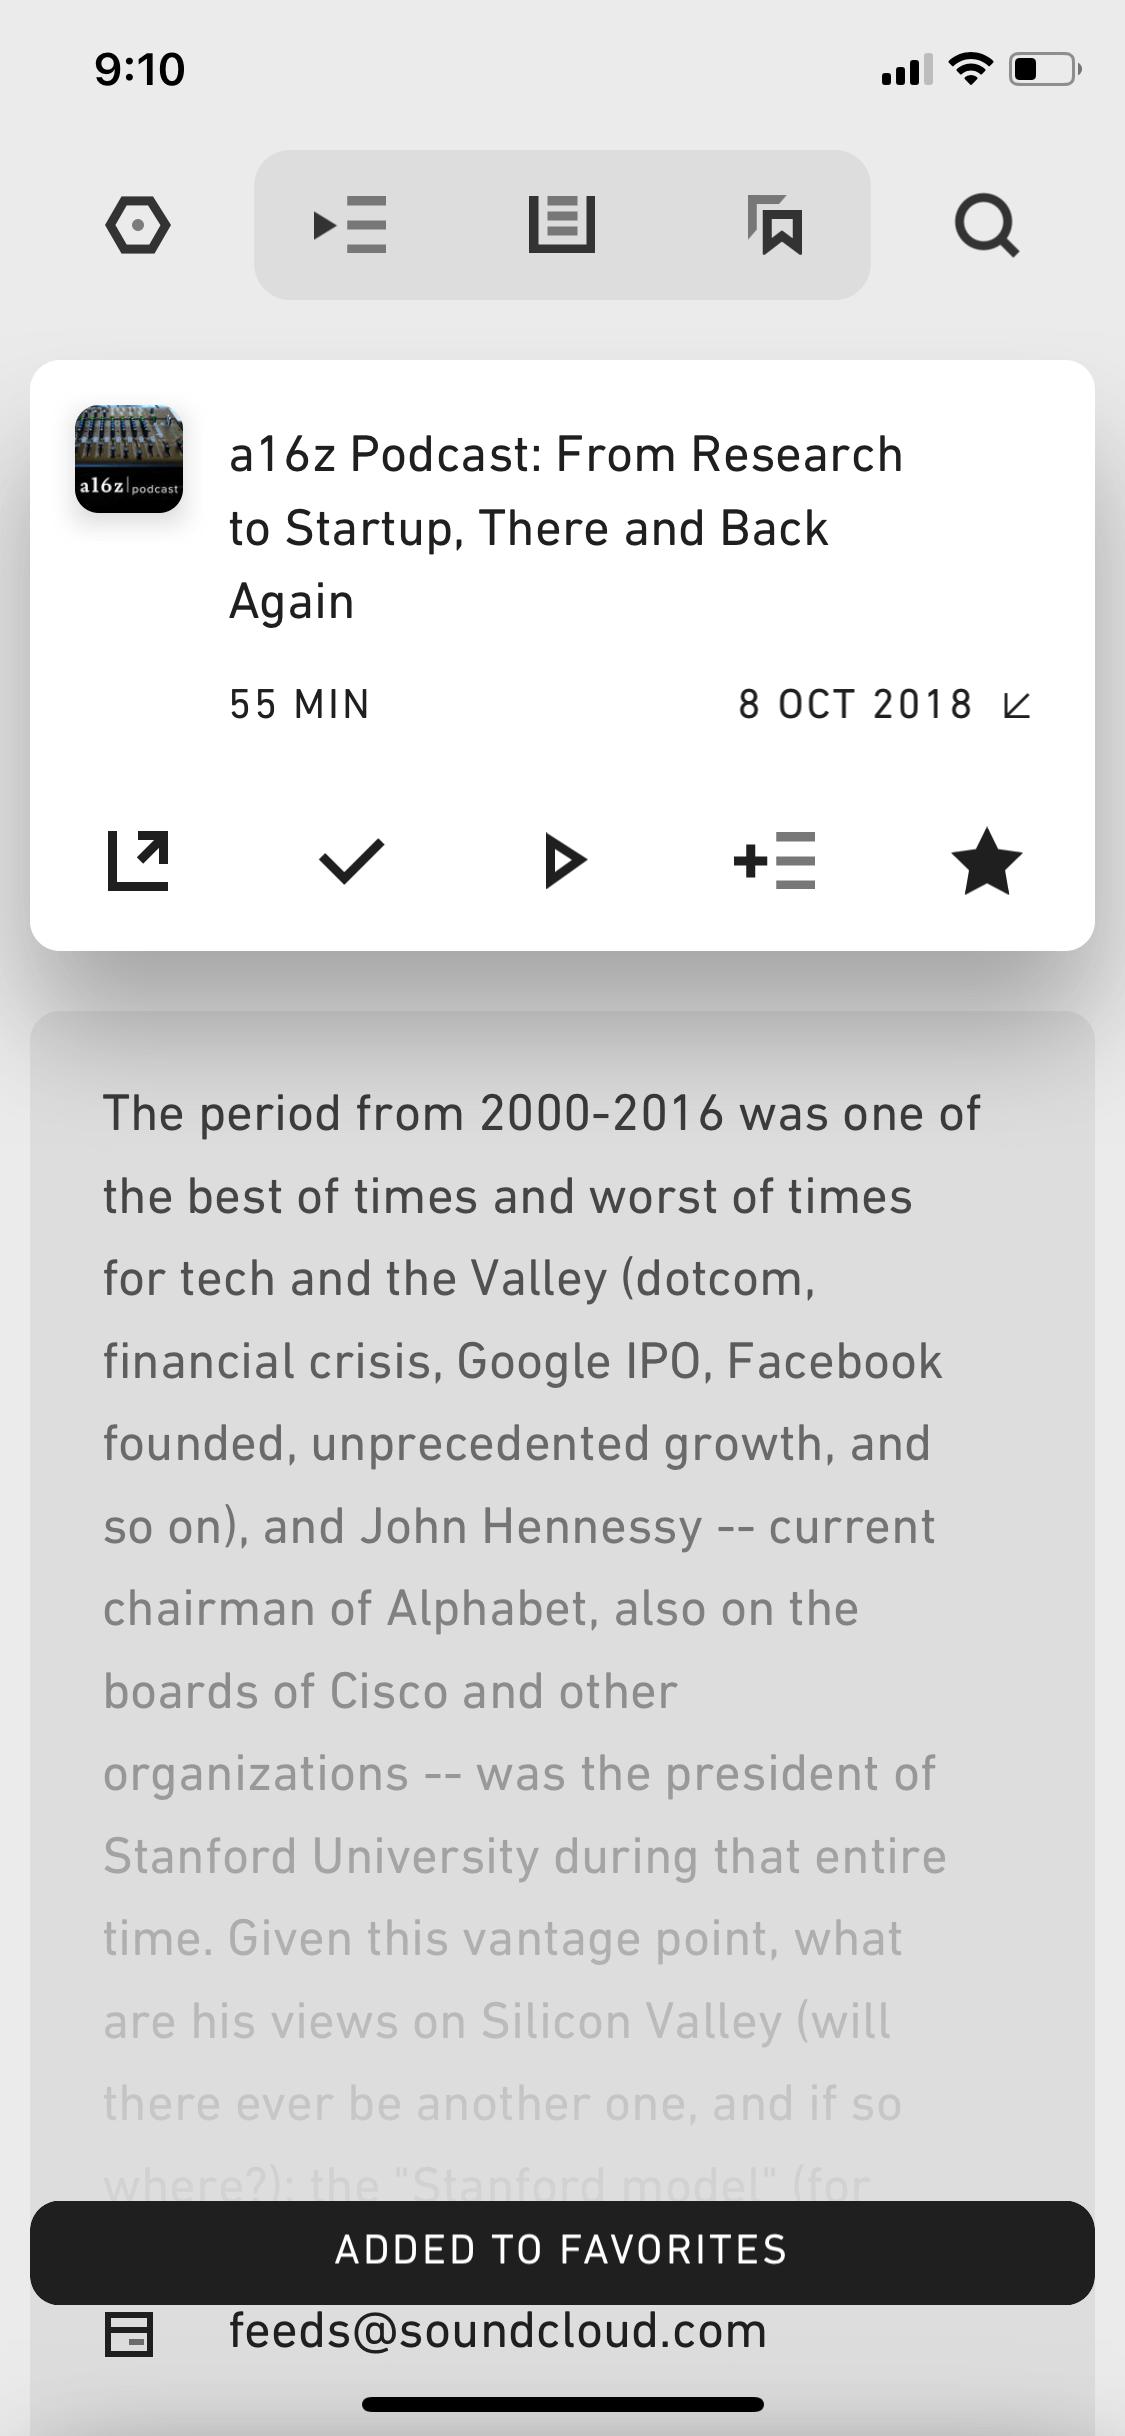 9:10
a16z podcast
a16z Podcast: From Research
to Startup, There and Back
Again
55 MIN 8 OCT 2018
The period from 2000-2016 was one of
the best of times and worst of times
for tech and the Valley (dotcom,
financial crisis, Google IPO, Facebook
founded, unprecedented growth, and
so on), and John Hennessy -- current
chairman of Alphabet, also on the
boards of Cisco and other
organizations -- was the president of
Stanford University during that entire
time. Given this vantage point, what
are his views on Silicon Valley (will
there ever be another one, and if so
where?); the "Stanford model" (for
ADDED TO FAVORITES
feeds@soundcloud.com